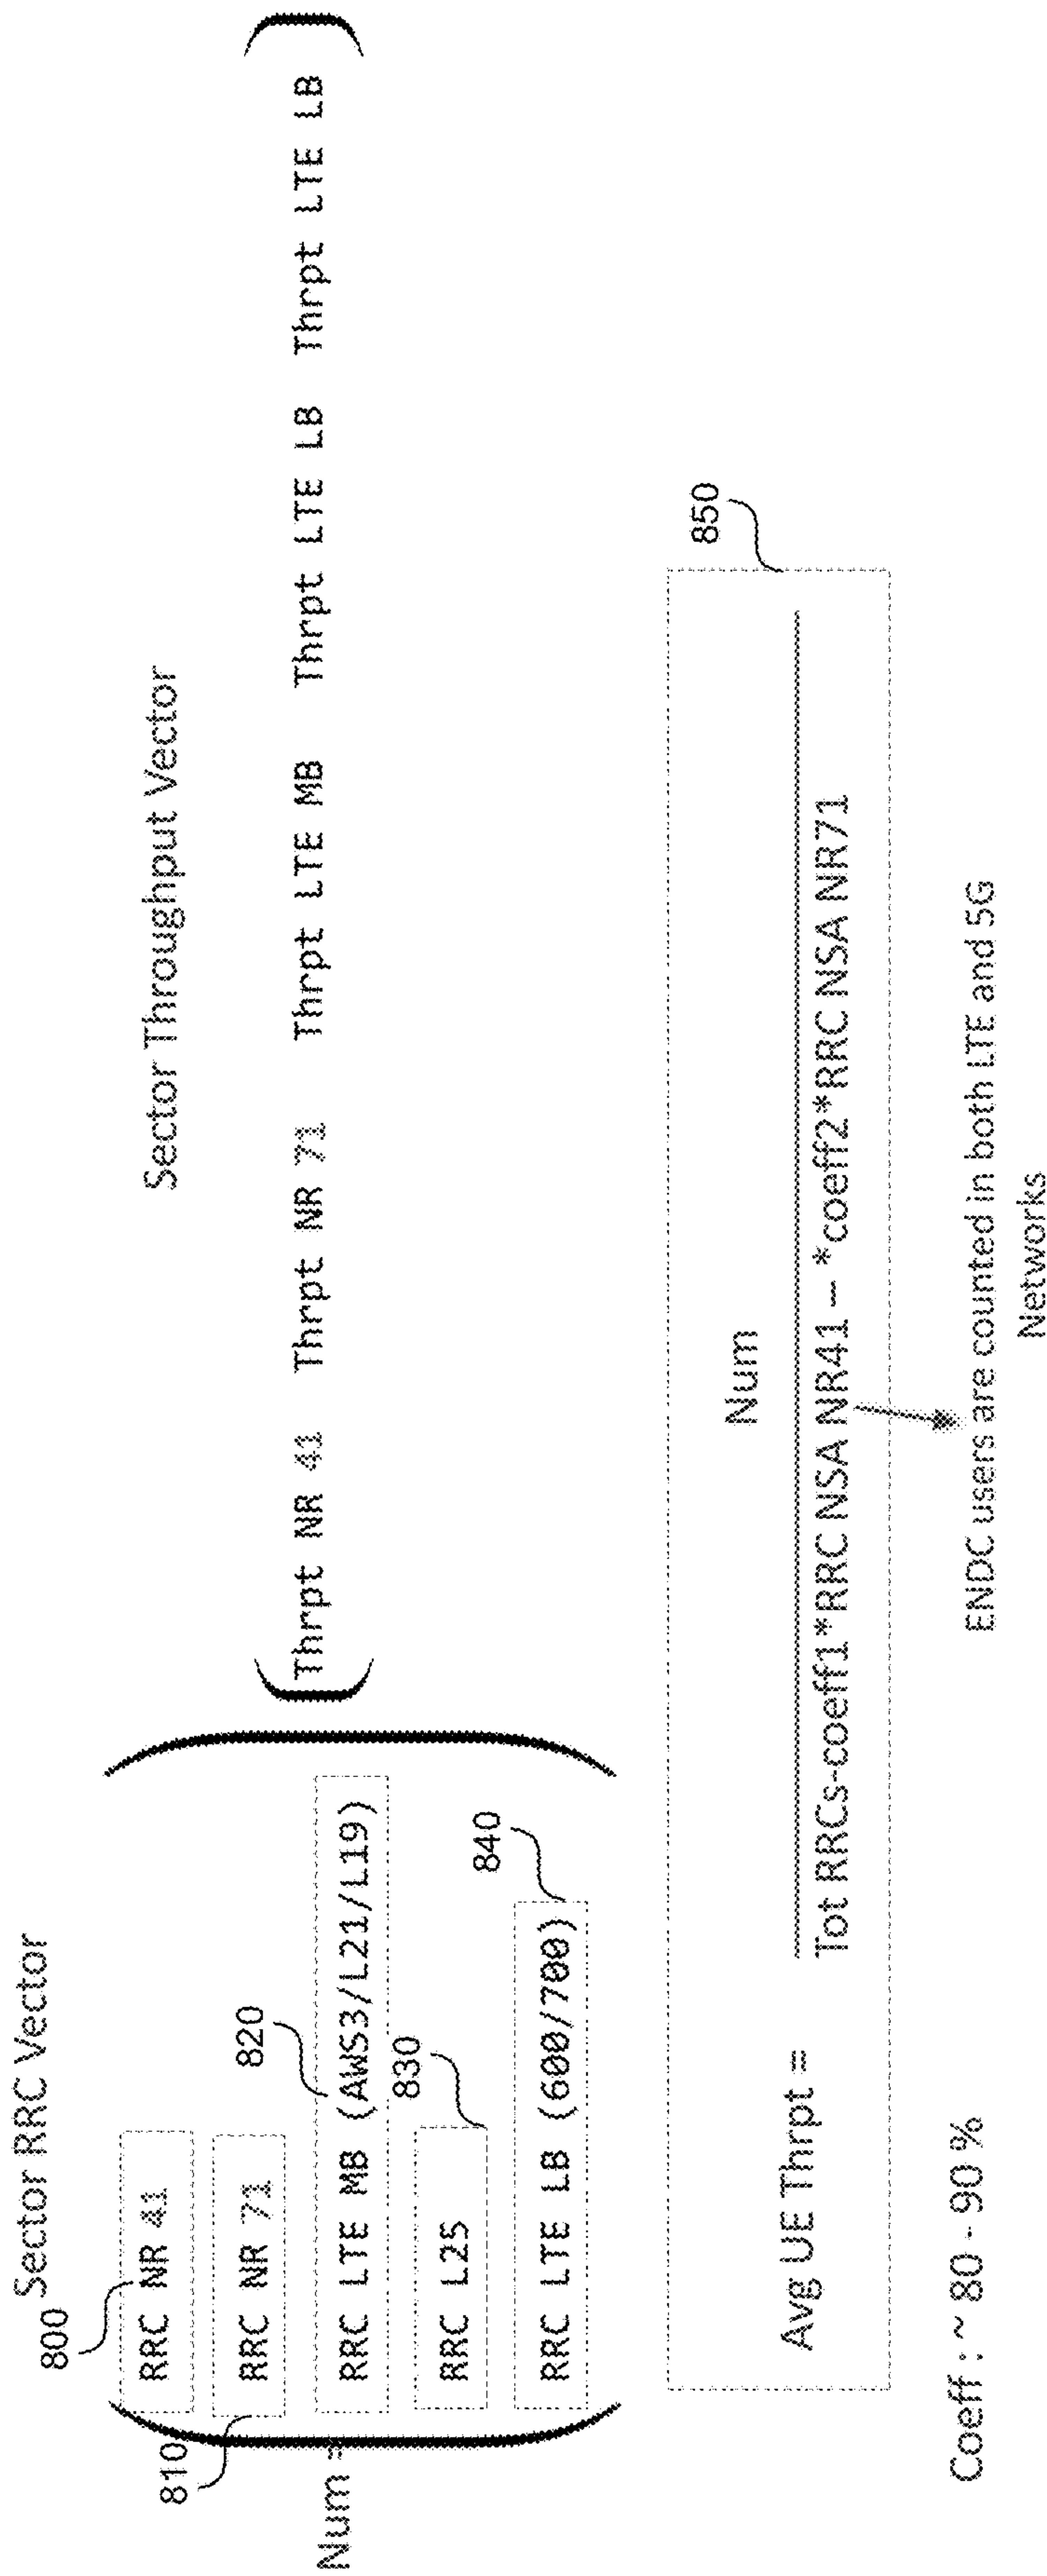 Sector RRC Vector
Sector Throughput Vector
800
RRC NR 41
810
RRC NR 71
820
Num =
RRC LTE MB (AWS3/L21/L19)
Thrpt NR 41 Thrpt NR 71 Thrpt LTE MB Thrpt LTE LB Thrpt LTE LB
830
RRC L25
840
RRC LTE LB (600/700)
850
Num
Avg UE Thrpt =
Tot RRCs-coeff1*RRC NSA NR41 – *coeff2*RRC NSA NR71
Coeff : ~ 80 - 90 %
ENDC users are counted in both LTE and 5G
Networks